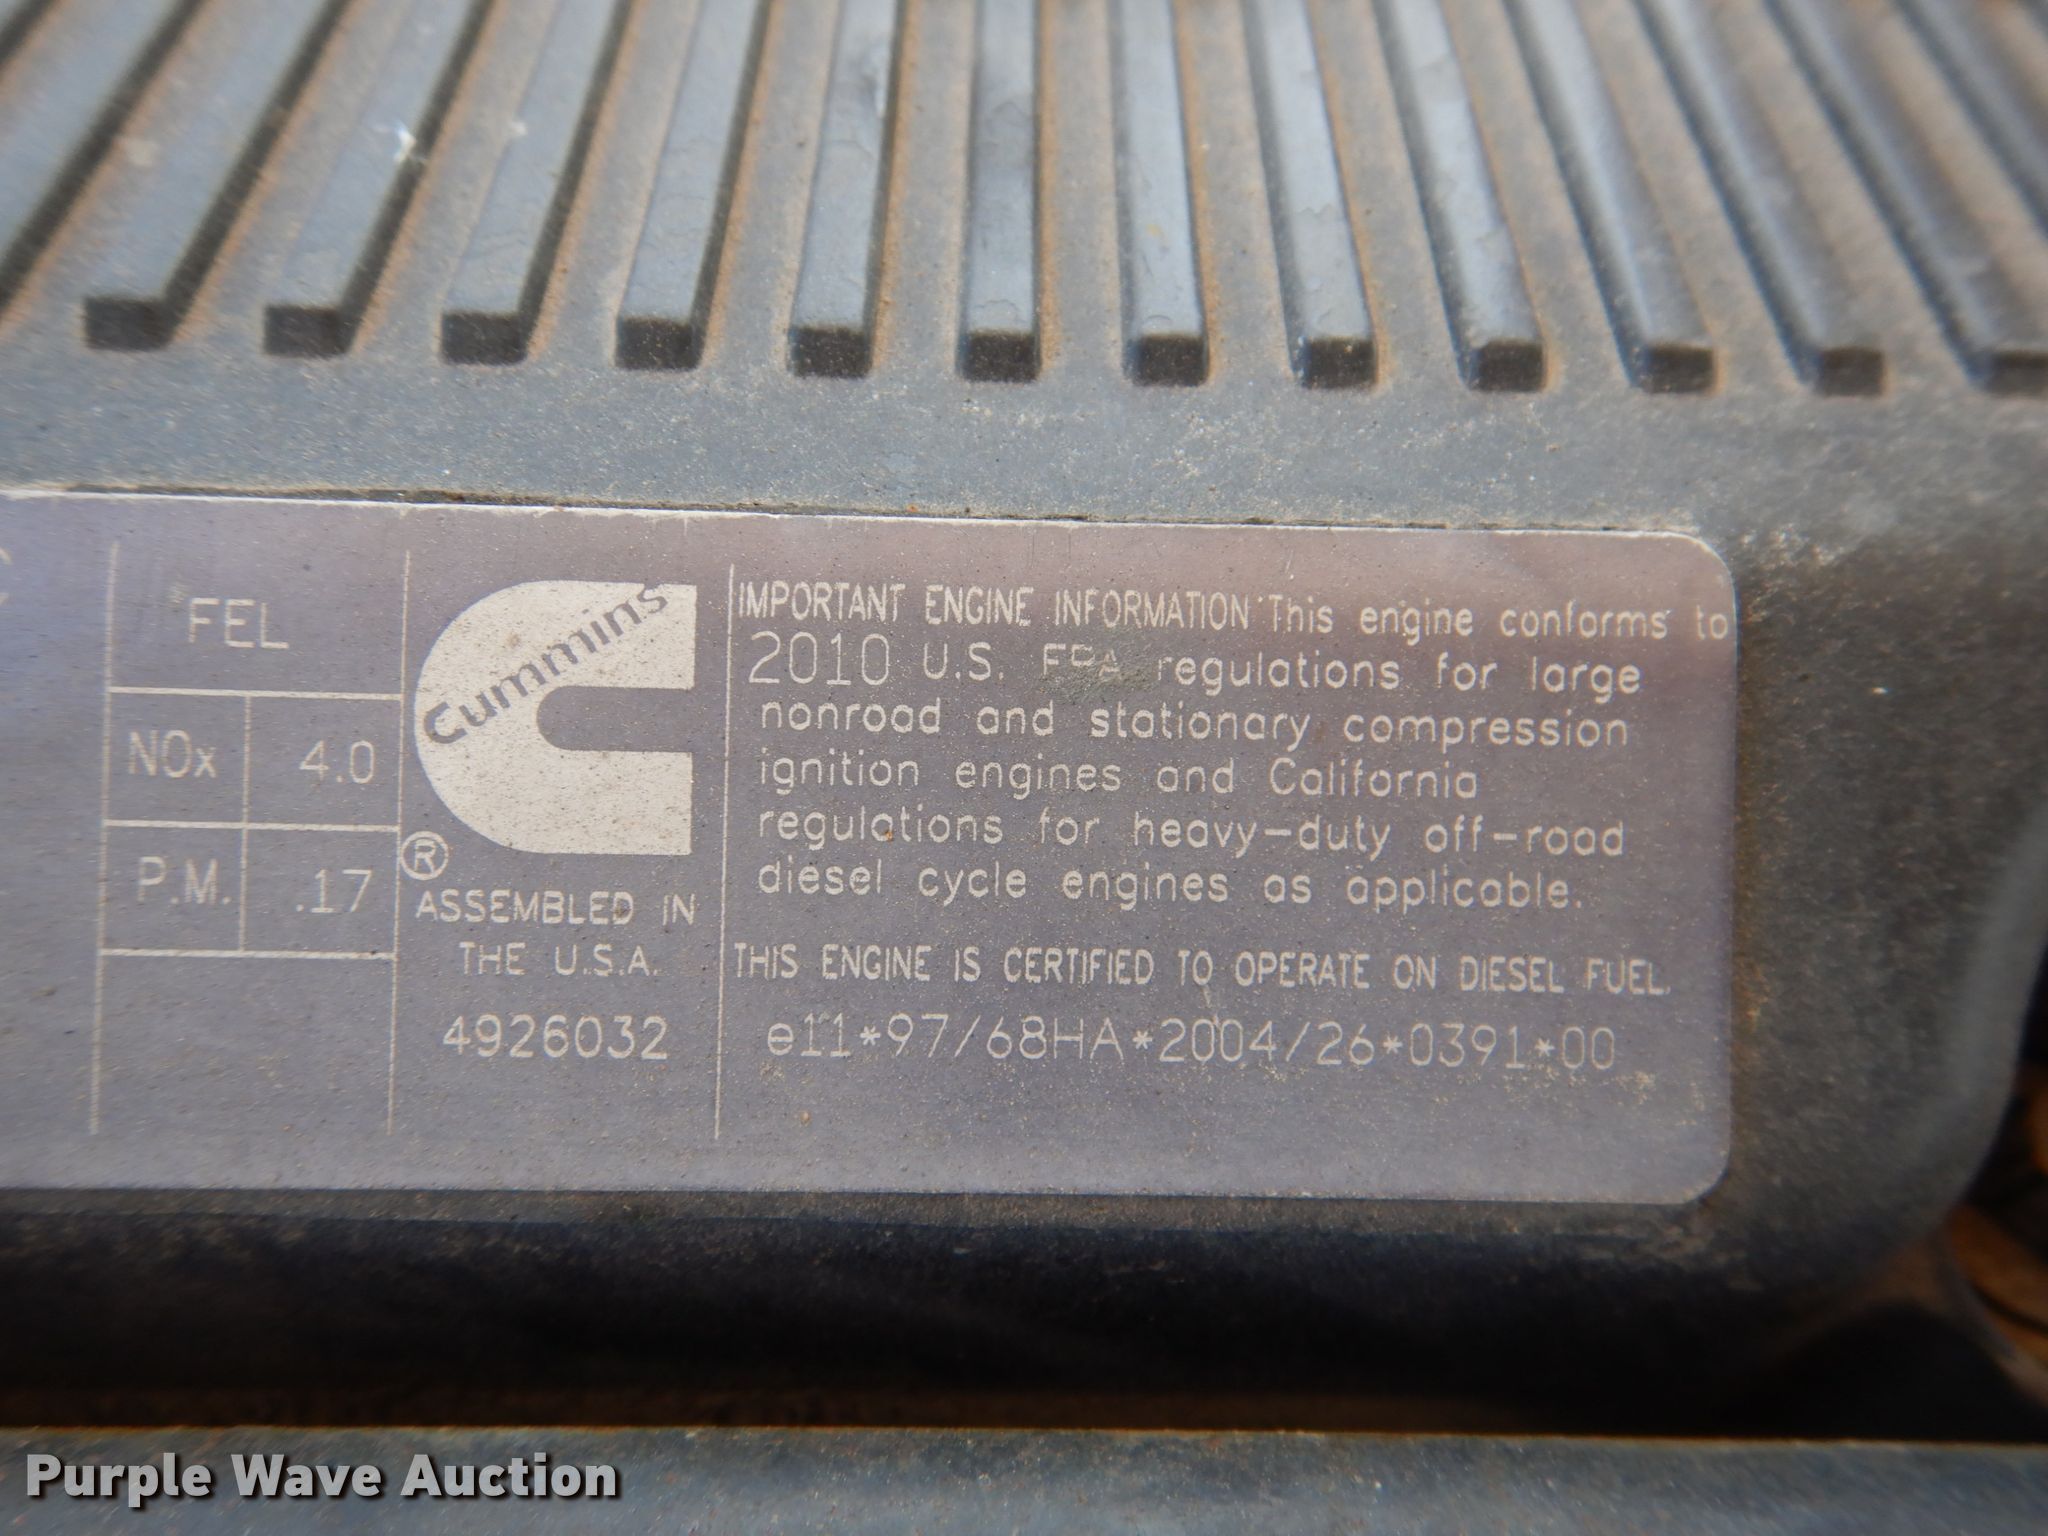 FEL
NOx 4.0
P.M. .17
Cummins
®
ASSEMBLED IN
THE U.S.A.
4926032
IMPORTANT ENGINE INFORMATION This engine conforms to
2010 U.S. EPA regulations for large
nonroad and stationary compression
ignition engines and California
regulations for heavy-duty off-road
diesel cycle engines as applicable.
THIS ENGINE IS CERTIFIED TO OPERATE ON DIESEL FUEL.
e11*97/68HA*2004/26*0391*00
Purple Wave Auction